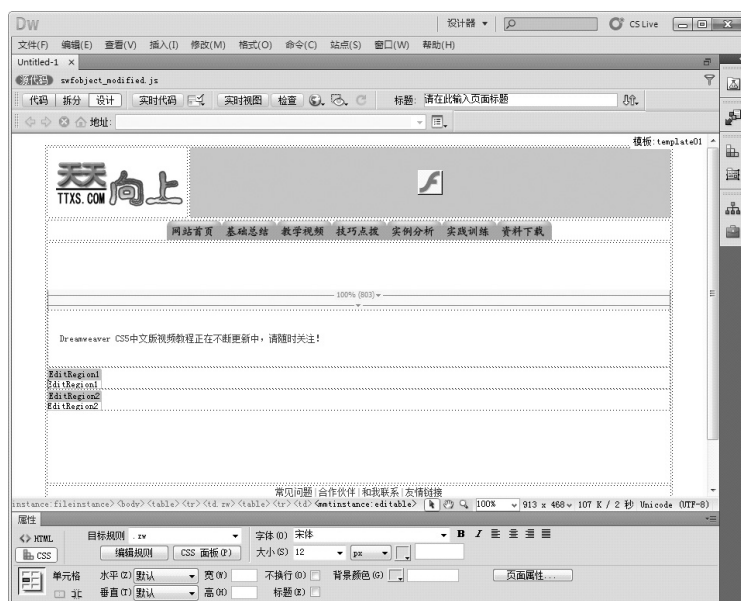 Dw 设计器 CS Live
文件(F) 编辑(E) 查看(V) 插入(I) 修改(M) 格式(O) 命令(C) 站点(S) 窗口(W) 帮助(H)
Untitled-1 ×
源代码 swfobject_modified.js
代码 拆分 设计 实时代码 实时视图 检查 标题: 请在此输入页面标题
地址:
模板:template01
天天向上
TTXS.COM
网站首页 基础总结 教学视频 技巧点拨 实例分析 实践训练 资料下载
100% (803)
Dreamweaver CS5中文版视频教程正在不断更新中，请随时关注！
EditRegion1
EditRegion1
EditRegion2
EditRegion2
常见问题|合作伙伴|和我联系|友情链接
instance:fileinstance><body><table><tr><td.zw><table><tr><td><mmtinstance:editable> 100% 913 x 468 107 K / 2 秒 Unicode (UTF-8)
属性
<> HTML 目标规则 .zw 字体(O) 宋体 B I
CSS 编辑规则 CSS 面板(P) 大小(S) 12 px
单元格 水平(Z) 默认 宽(W) 不换行(O) 背景颜色(G) 页面属性...
垂直(T) 默认 高(H) 标题(E)